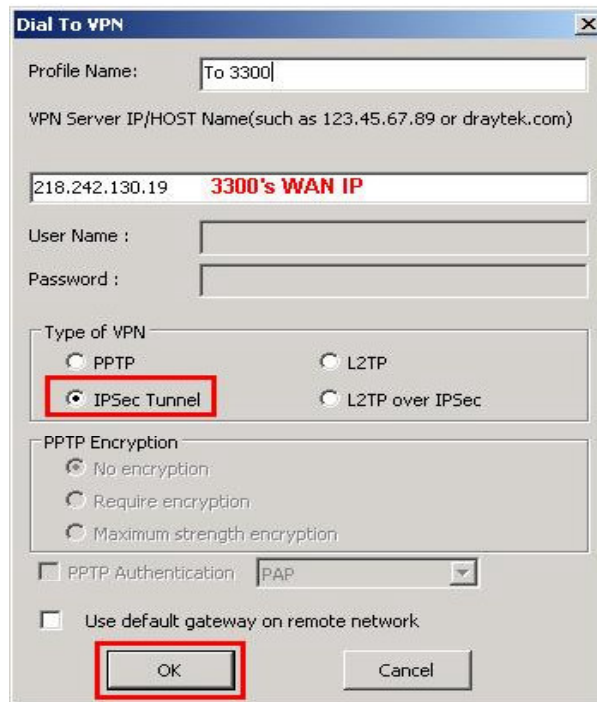 Dial To VPN
Profile Name: To 3300
VPN Server IP/HOST Name(such as 123.45.67.89 or draytek.com)
218.242.130.19 3300's WAN IP
User Name :
Password :
Type of VPN
PPTP L2TP
IPSec Tunnel L2TP over IPSec
PPTP Encryption
No encryption
Require encryption
Maximum strength encryption
PPTP Authentication PAP
Use default gateway on remote network
OK Cancel